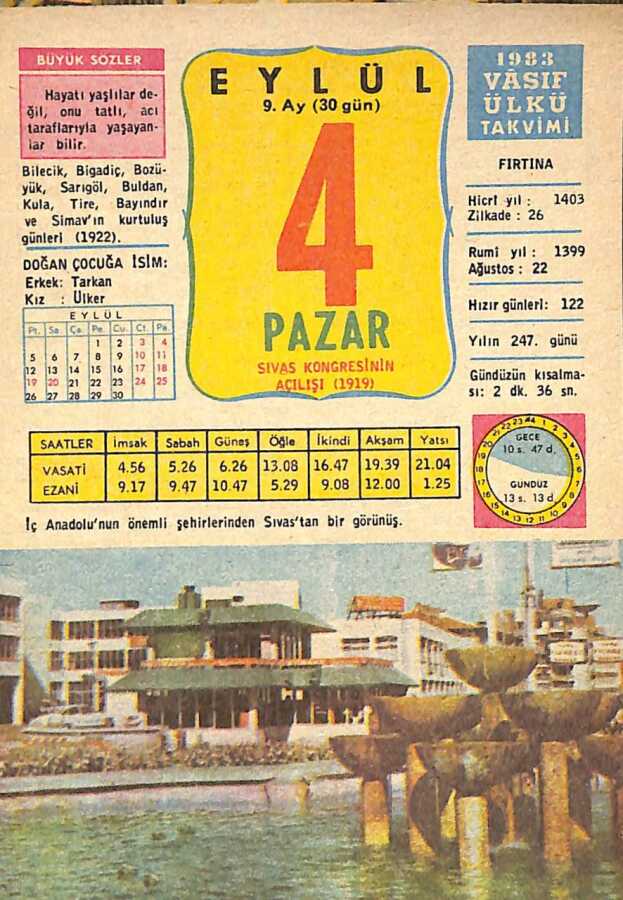 BÜYÜK SÖZLER
Hayatı yaşlılar de-
ğil, onu tatlı, acı
taraflarıyla yaşayan-
lar bilir.
Bilecik, Bigadiç, Bozü-
yük, Sarıgöl, Buldan,
Kula, Tire, Bayındır
ve Simav'ın kurtuluş
günleri (1922).
DOĞAN ÇOCUĞA İSİM:
Erkek: Tarkan
Kız : Ülker
EYLÜL
Pt. Sa. Ça. Pe. Cu. Ct. Pa.
1 2 3 4
5 6 7 8 9 10 11
12 13 14 15 16 17 18
19 20 21 22 23 24 25
26 27 28 29 30
EYLÜL
9. Ay (30 gün)
4
PAZAR
SIVAS KONGRESİNİN
AÇILIŞI (1919)
1983
VÂSIF
ÜLKÜ
TAKVİMİ
FIRTINA
Hicrî yıl : 1403
Zilkade : 26
Rumî yıl : 1399
Ağustos : 22
Hızır günleri: 122
Yılın 247. günü
Gündüzün kısalma-
sı: 2 dk. 36 sn.
SAATLER İmsak Sabah Güneş Öğle İkindi Akşam Yatsı
VASATİ 4.56 5.26 6.26 13.08 16.47 19.39 21.04
EZANİ 9.17 9.47 10.47 5.29 9.08 12.00 1.25
GECE
10 s. 47 d.
GÜNDÜZ
13 s. 13 d.
İç Anadolu'nun önemli şehirlerinden Sıvas'tan bir görünüş.